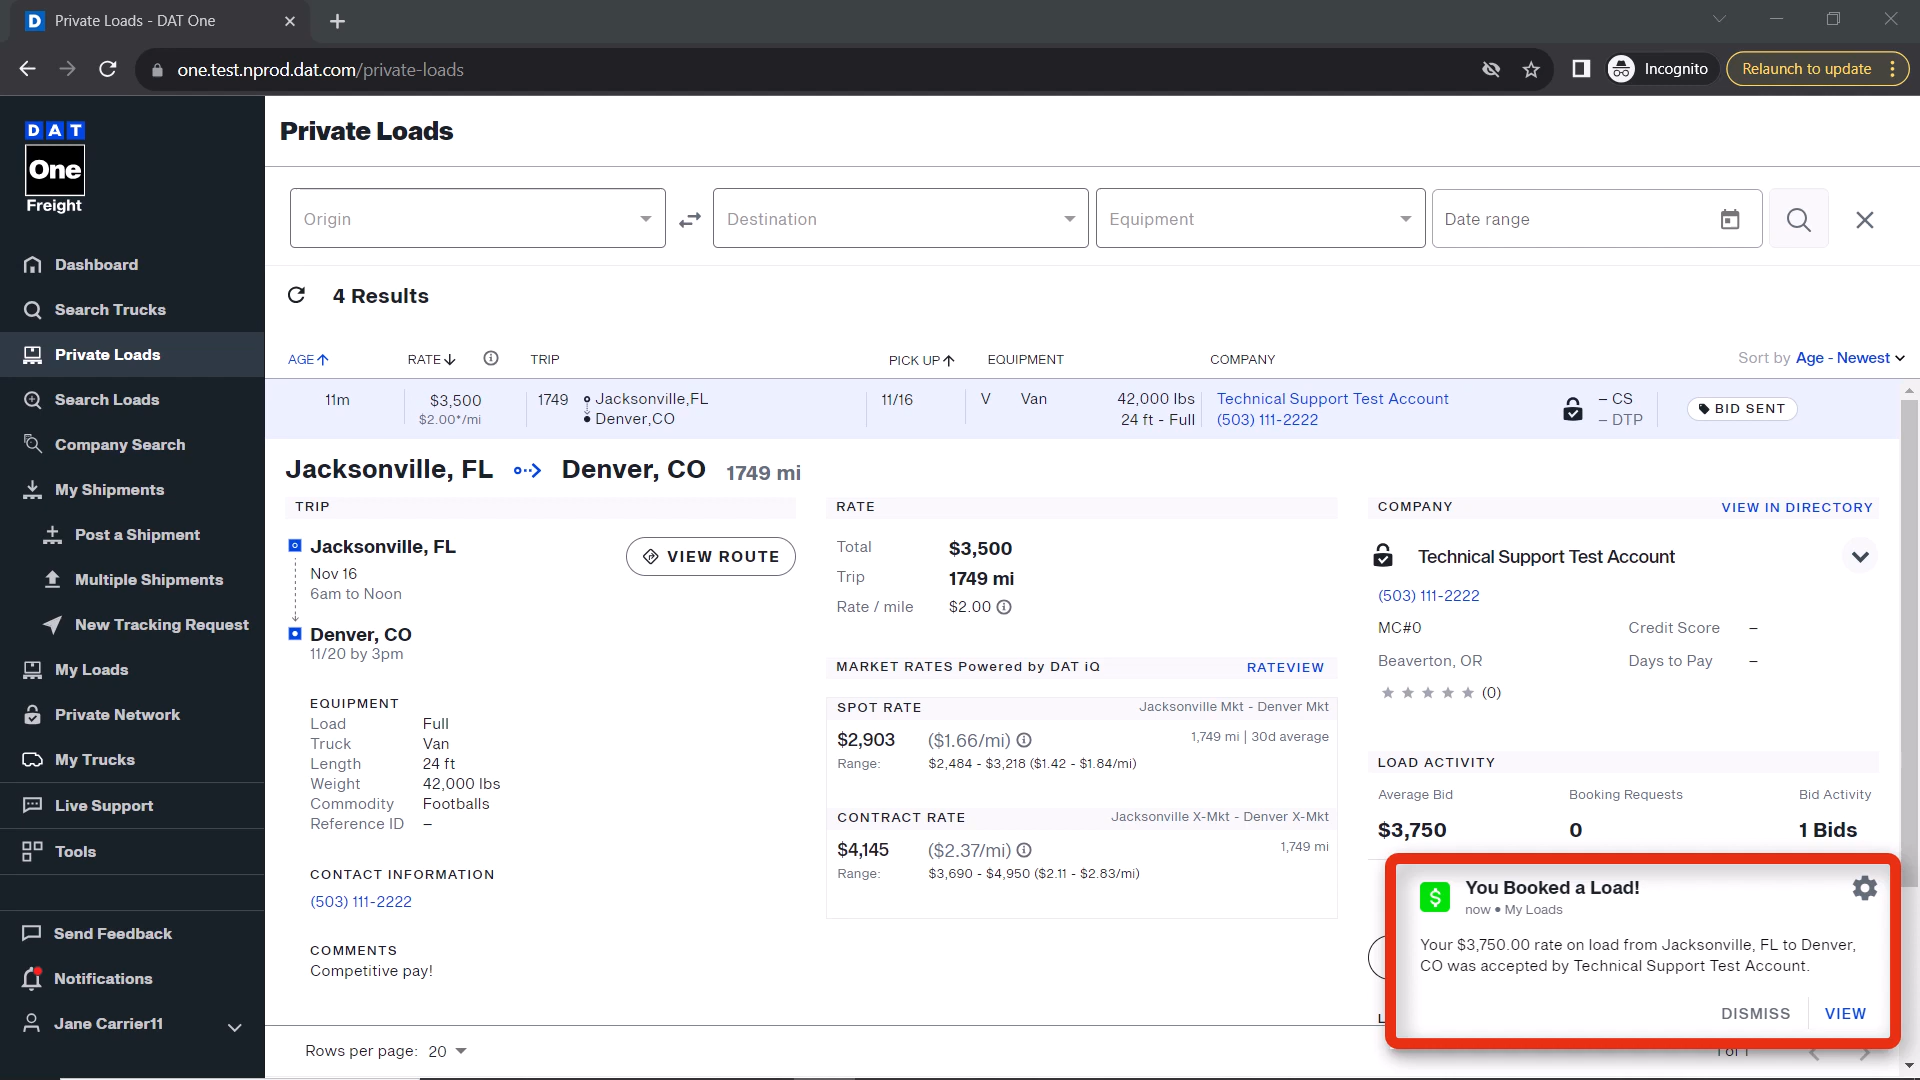 Private Loads - DAT One
one.test.nprod.dat.com/private-loads
Incognito
Relaunch to update
DAT
One
Freight
Dashboard
Search Trucks
Private Loads
Search Loads
Company Search
My Shipments
Post a Shipment
Multiple Shipments
New Tracking Request
My Loads
Private Network
My Trucks
Live Support
Tools
Send Feedback
Notifications
Jane Carrier11
Private Loads
Origin
Destination
Equipment
Date range
4 Results
AGE
RATE
TRIP
PICK UP
EQUIPMENT
COMPANY
Sort by Age - Newest
11m
$3,500
$2.00*/mi
1749
Jacksonville,FL
Denver,CO
11/16
V
Van
42,000 lbs
24 ft - Full
Technical Support Test Account
(503) 111-2222
– CS
– DTP
BID SENT
Jacksonville, FL
Denver, CO
1749 mi
TRIP
Jacksonville, FL
Nov 16
6am to Noon
VIEW ROUTE
Denver, CO
11/20 by 3pm
EQUIPMENT
Load Full
Truck Van
Length 24 ft
Weight 42,000 lbs
Commodity Footballs
Reference ID –
CONTACT INFORMATION
(503) 111-2222
COMMENTS
Competitive pay!
RATE
Total $3,500
Trip 1749 mi
Rate / mile $2.00
MARKET RATES Powered by DAT iQ
RATEVIEW
SPOT RATE
Jacksonville Mkt - Denver Mkt
$2,903 ($1.66/mi)
1,749 mi | 30d average
Range: $2,484 - $3,218 ($1.42 - $1.84/mi)
CONTRACT RATE
Jacksonville X-Mkt - Denver X-Mkt
$4,145 ($2.37/mi)
1,749 mi
Range: $3,690 - $4,950 ($2.11 - $2.83/mi)
COMPANY
VIEW IN DIRECTORY
Technical Support Test Account
(503) 111-2222
MC#0
Credit Score –
Beaverton, OR
Days to Pay –
(0)
LOAD ACTIVITY
Average Bid
Booking Requests
Bid Activity
$3,750
0
1 Bids
You Booked a Load!
now • My Loads
Your $3,750.00 rate on load from Jacksonville, FL to Denver,
CO was accepted by Technical Support Test Account.
DISMISS
VIEW
Rows per page: 20